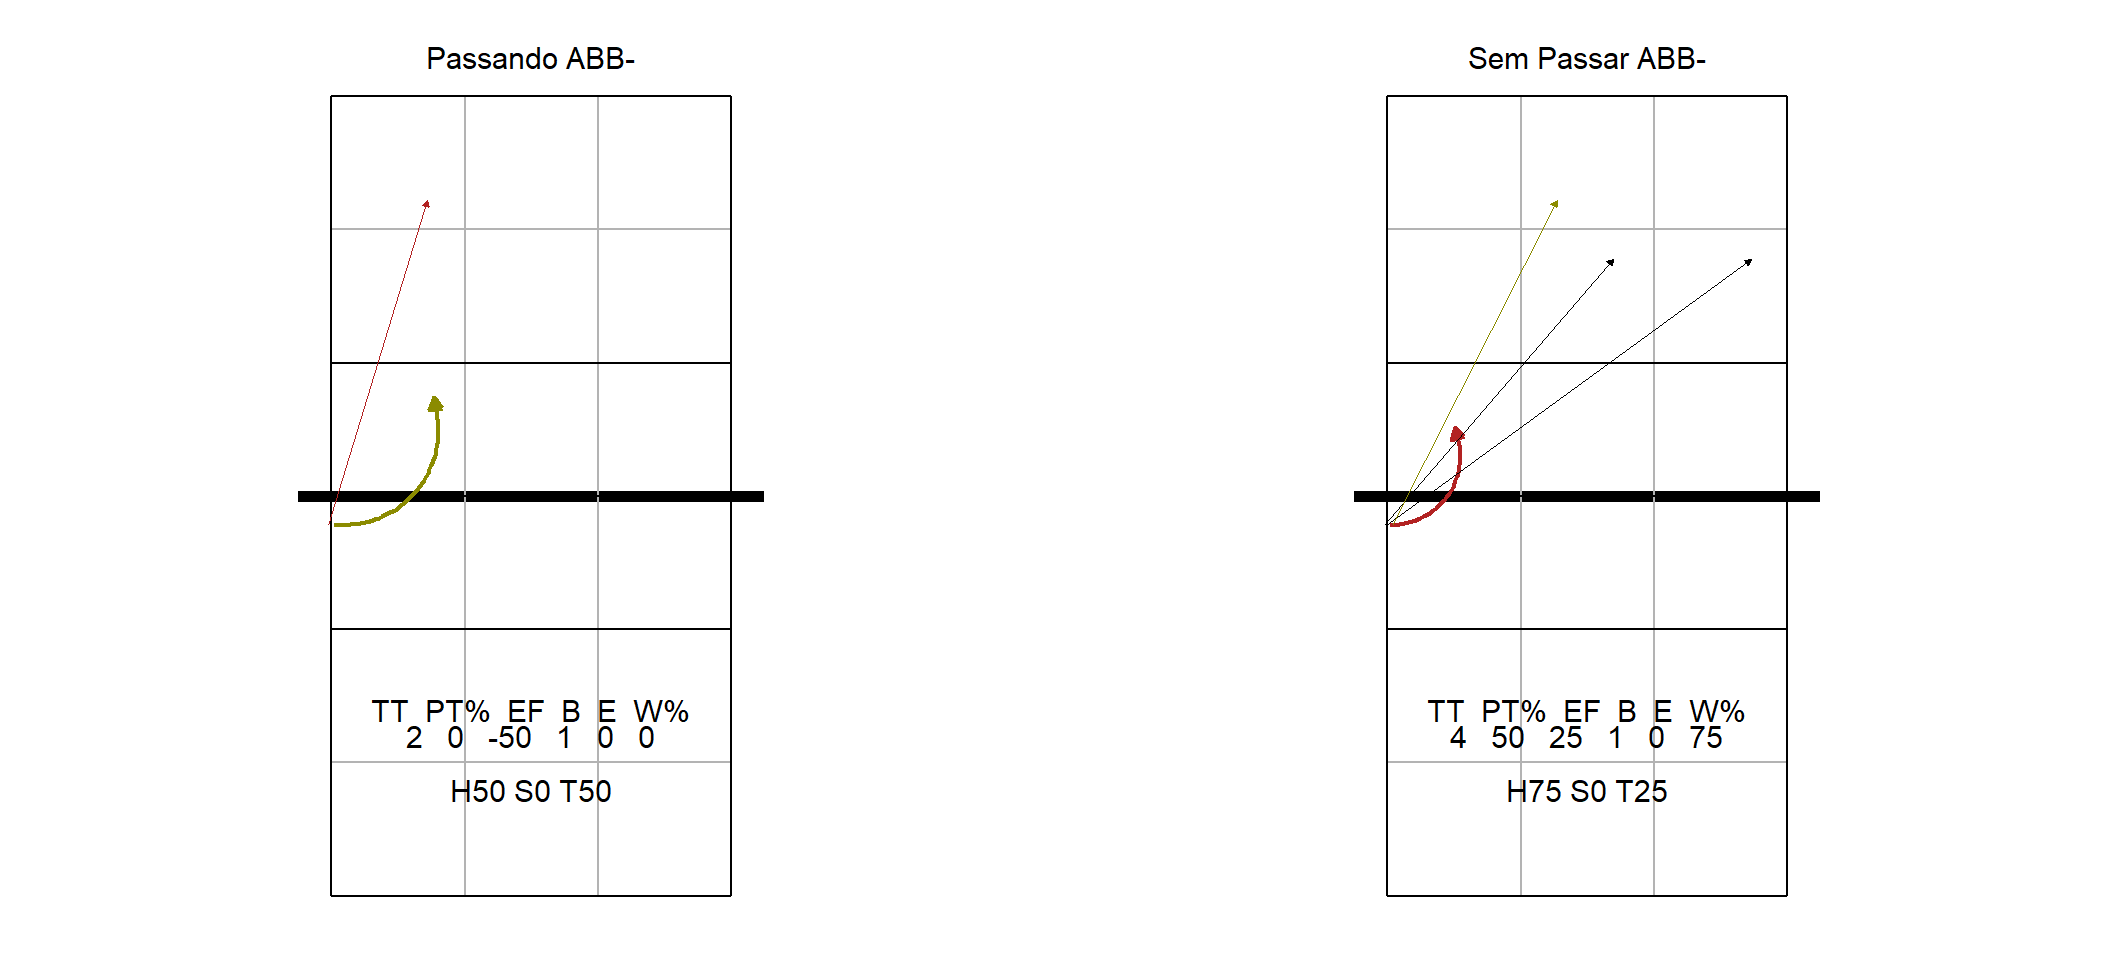 Passando ABB-
TT PT% EF B E W%
2 0 -50 1 0 0
H50 S0 T50
Sem Passar ABB-
TT PT% EF B E W%
4 50 25 1 0 75
H75 S0 T25